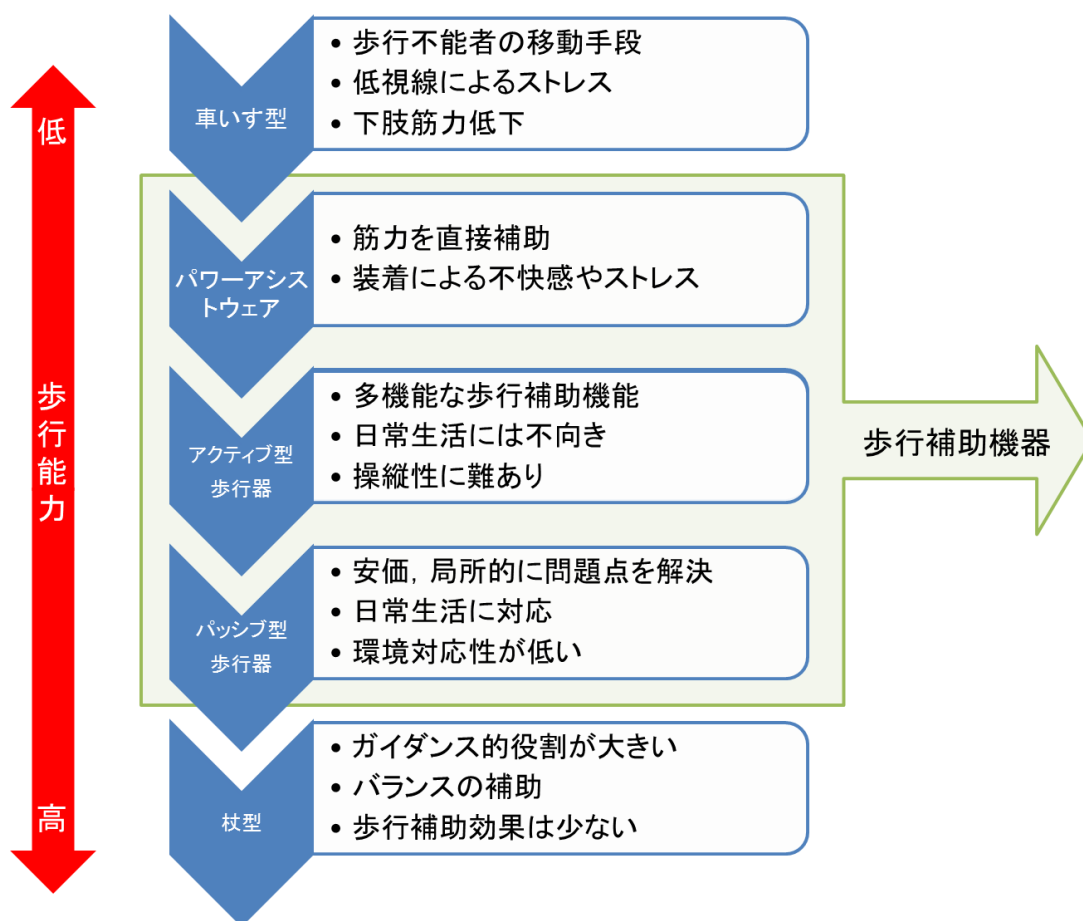 低
歩行能力
高
車いす型
• 歩行不能者の移動手段
• 低視線によるストレス
• 下肢筋力低下
パワーアシス
トウェア
• 筋力を直接補助
• 装着による不快感やストレス
アクティブ型
歩行器
• 多機能な歩行補助機能
• 日常生活には不向き
• 操縦性に難あり
パッシブ型
歩行器
• 安価，局所的に問題点を解決
• 日常生活に対応
• 環境対応性が低い
杖型
• ガイダンス的役割が大きい
• バランスの補助
• 歩行補助効果は少ない
歩行補助機器